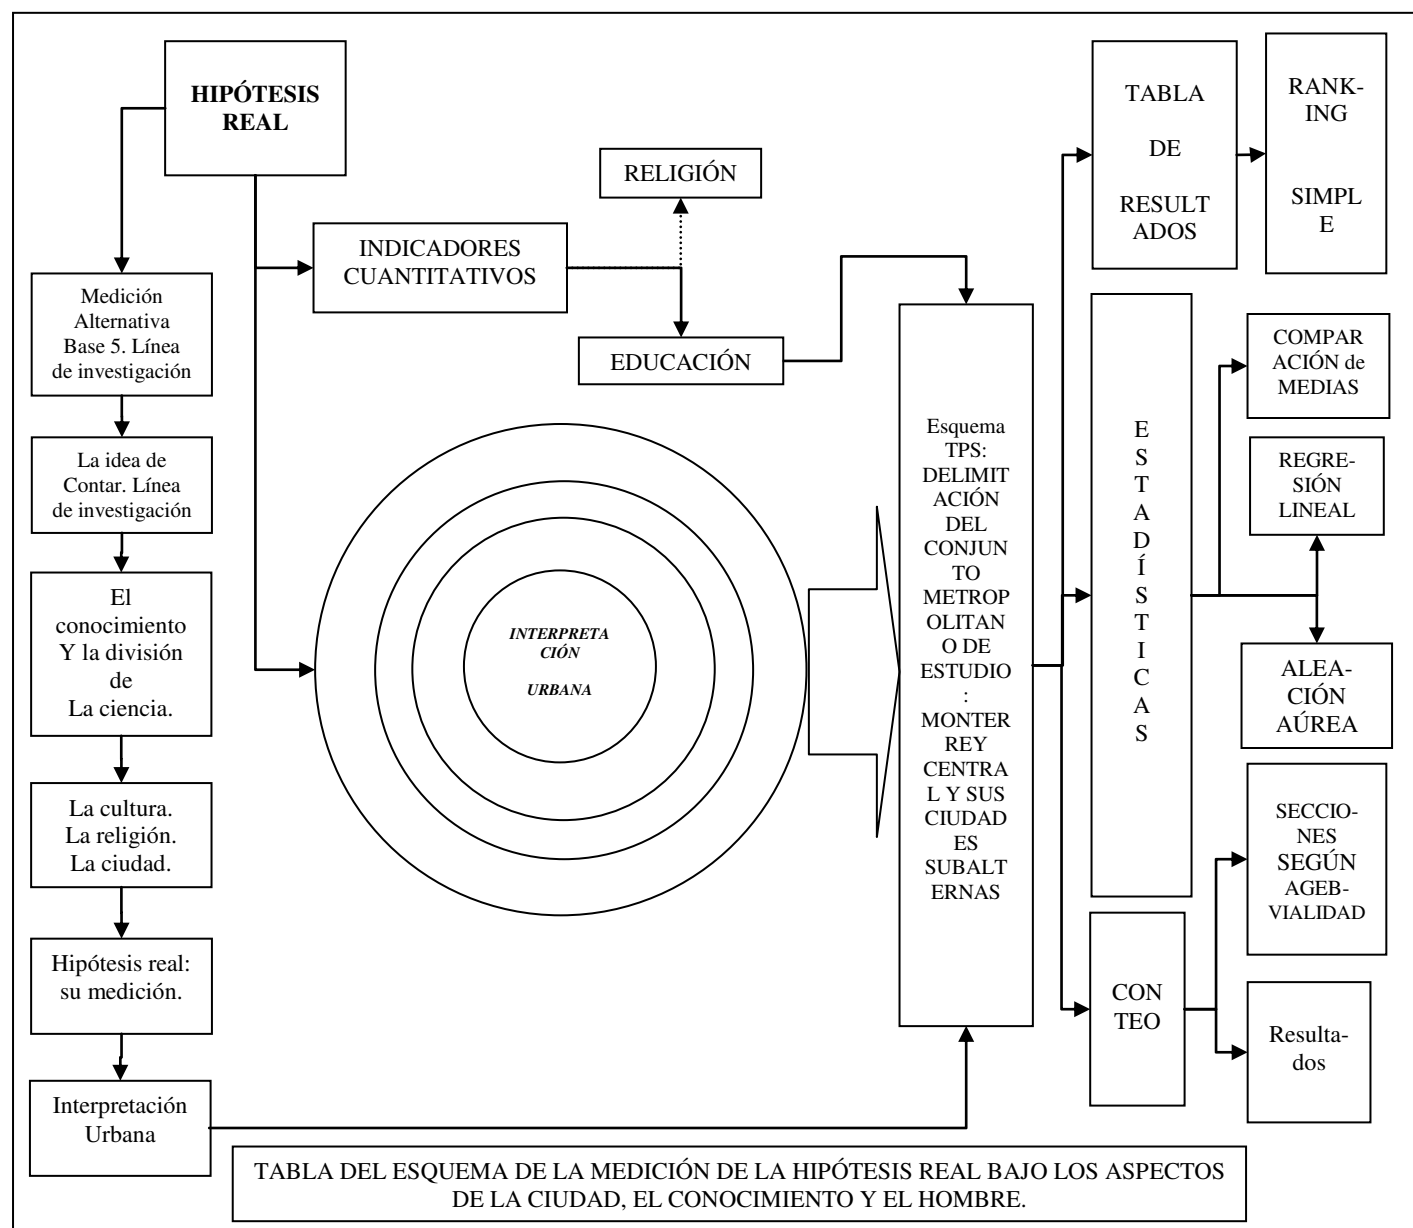 HIPÓTESIS
REAL
RELIGIÓN
INDICADORES
CUANTITATIVOS
EDUCACIÓN
Medición
Alternativa
Base 5. Línea
de investigación
La idea de
Contar. Línea
de investigación
El
conocimiento
Y la división
de
La ciencia.
La cultura.
La religión.
La ciudad.
Hipótesis real:
su medición.
Interpretación
Urbana
INTERPRETA
CIÓN
URBANA
Esquema
TPS:
DELIMIT
ACIÓN
DEL
CONJUN
TO
METROP
OLITAN
O DE
ESTUDIO
:
MONTER
REY
CENTRA
L Y SUS
CIUDAD
ES
SUBALT
ERNAS
TABLA
DE
RESULT
ADOS
RANK-
ING
SIMPL
E
E
S
T
A
D
Í
S
T
I
C
A
S
COMPAR
ACIÓN de
MEDIAS
REGRE-
SIÓN
LINEAL
ALEA-
CIÓN
AÚREA
SECCIO-
NES
SEGÚN
AGEB-
VIALIDAD
CON
TEO
Resulta-
dos
TABLA DEL ESQUEMA DE LA MEDICIÓN DE LA HIPÓTESIS REAL BAJO LOS ASPECTOS
DE LA CIUDAD, EL CONOCIMIENTO Y EL HOMBRE.